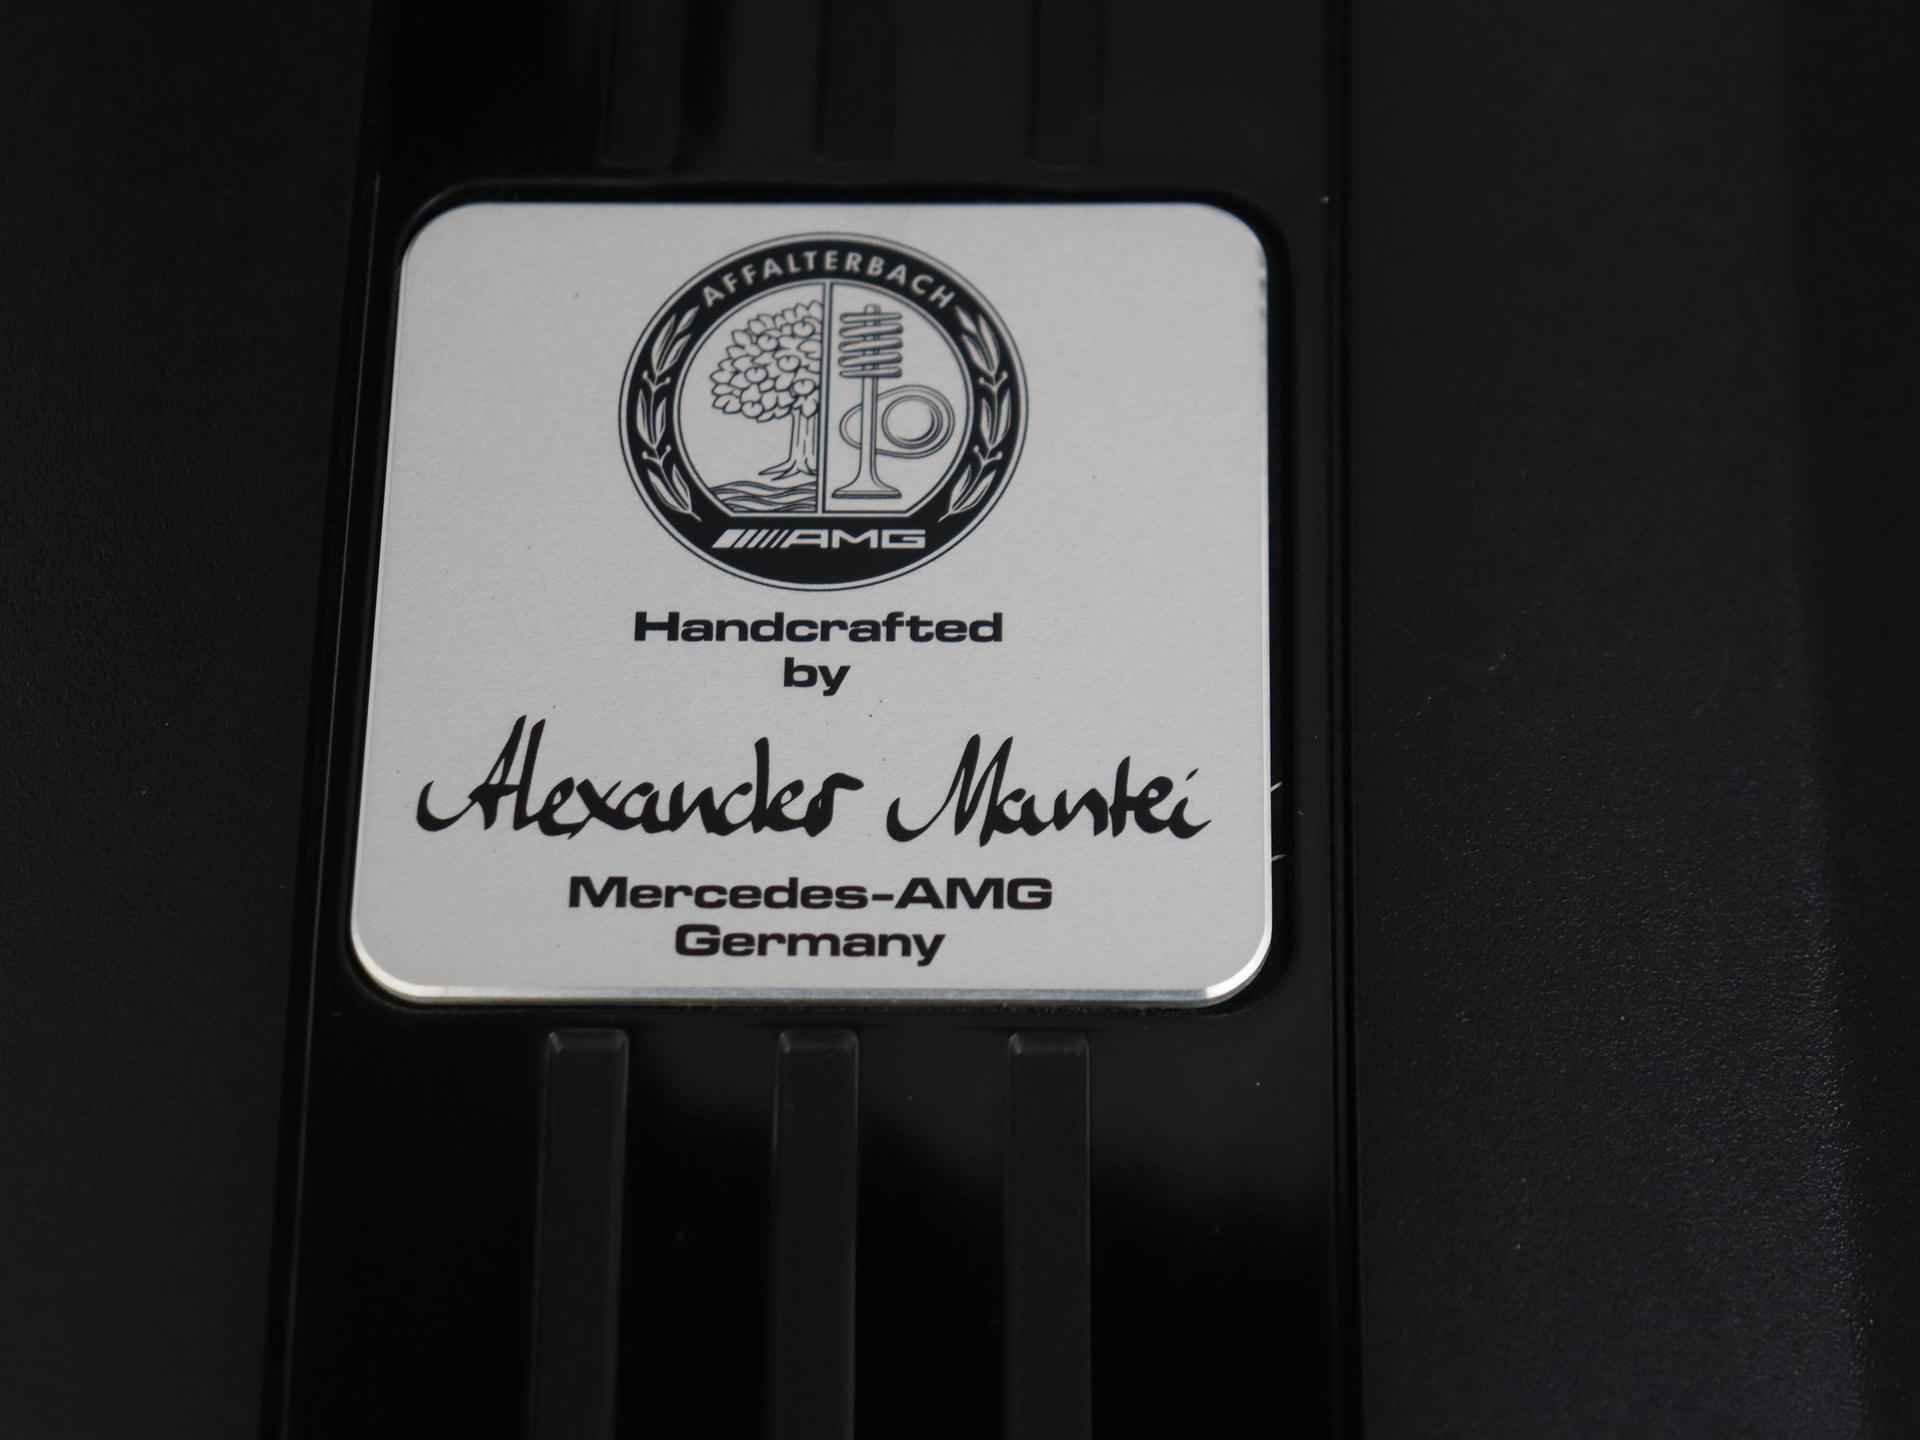 AFFALTERBACH
AMG
Handcrafted
by
Alexander Mantei
Mercedes-AMG
Germany